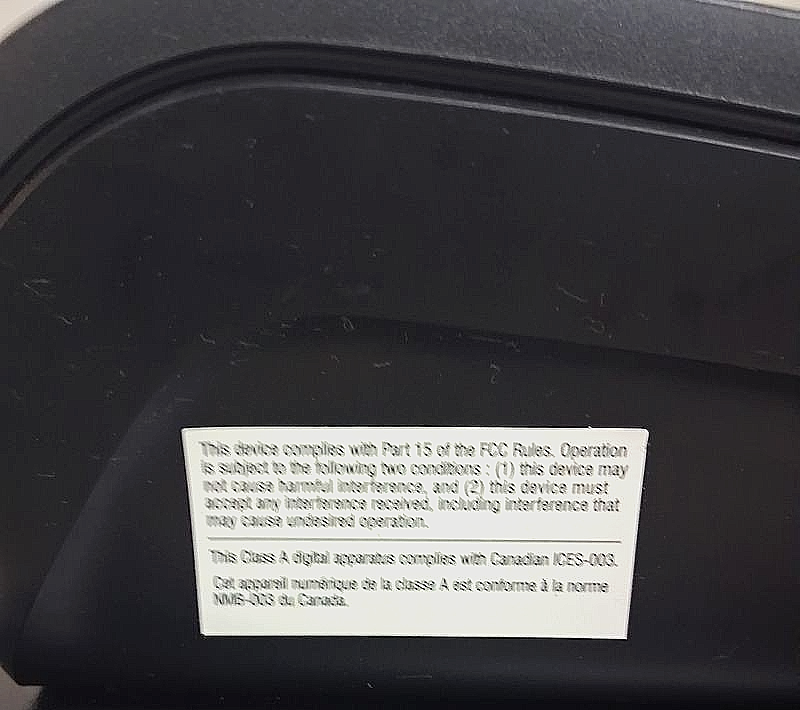 This device complies with Part 15 of the FCC Rules. Operation
is subject to the following two conditions : (1) this device may
not cause harmful interference, and (2) this device must
accept any interference received, including interference that
may cause undesired operation.
This Class A digital apparatus complies with Canadian ICES-003.
Cet appareil numérique de la classe A est conforme à la norme
NMB-003 du Canada.